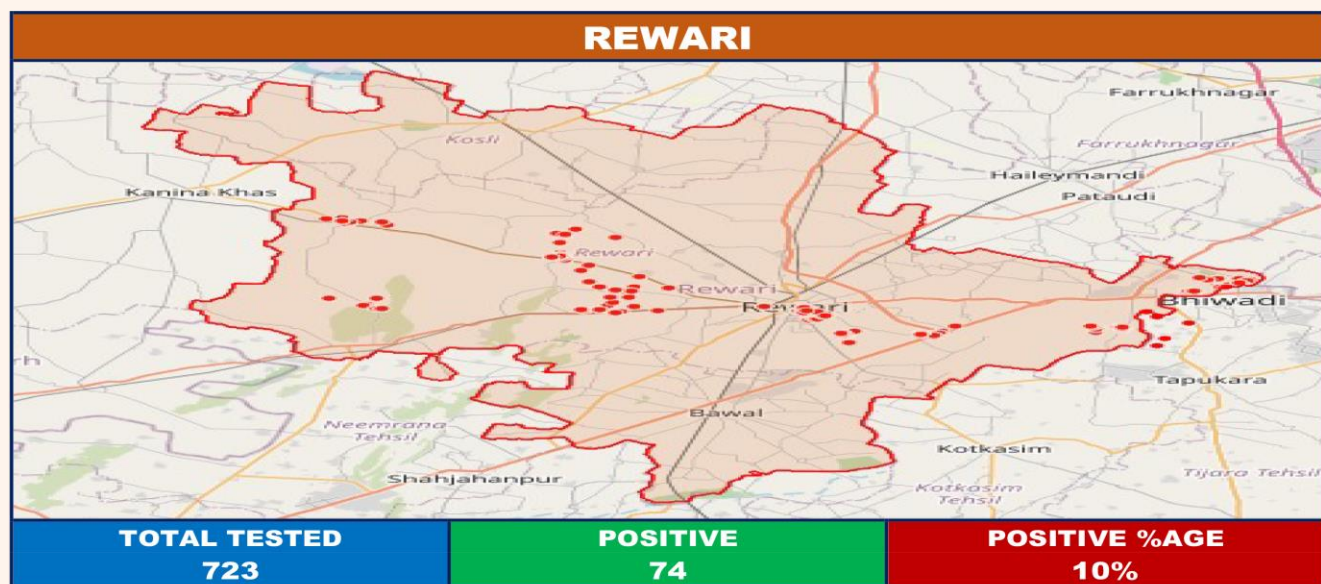 REWARI
Farrukhnagar
Kosli
Farrukhnagar
Haileymandi
Kanina Khas
Pataudi
Rewari
Rewari
Bhiwadi
Rewari
Tapukara
Bawal
Neemrana
Tehsil
Kotkasim
Shahjahanpur
Tijara Tehsil
Kotkasim
Tehsil
TOTAL TESTED
723
POSITIVE
74
POSITIVE %AGE
10%